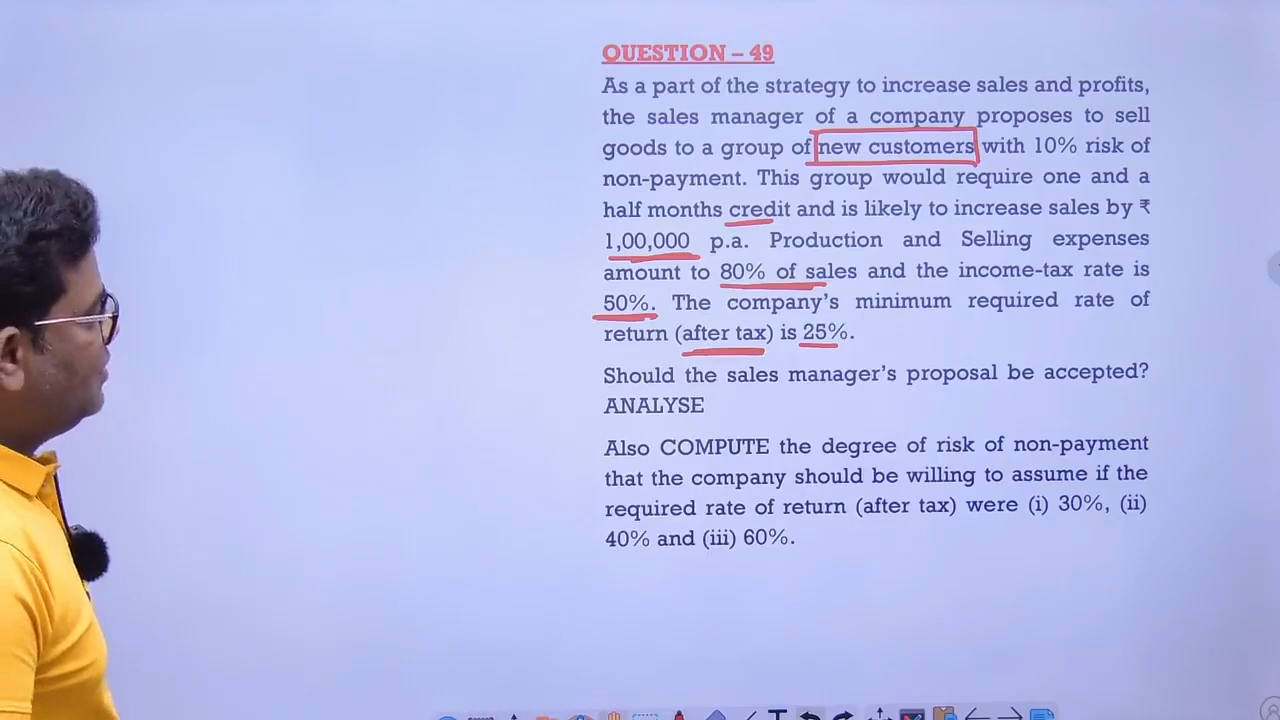 QUESTION – 49
As a part of the strategy to increase sales and profits,
the sales manager of a company proposes to sell
goods to a group of new customers with 10% risk of
non-payment. This group would require one and a
half months credit and is likely to increase sales by ₹
1,00,000 p.a. Production and Selling expenses
amount to 80% of sales and the income-tax rate is
50%. The company's minimum required rate of
return (after tax) is 25%.
Should the sales manager's proposal be accepted?
ANALYSE
Also COMPUTE the degree of risk of non-payment
that the company should be willing to assume if the
required rate of return (after tax) were (i) 30%, (ii)
40% and (iii) 60%.